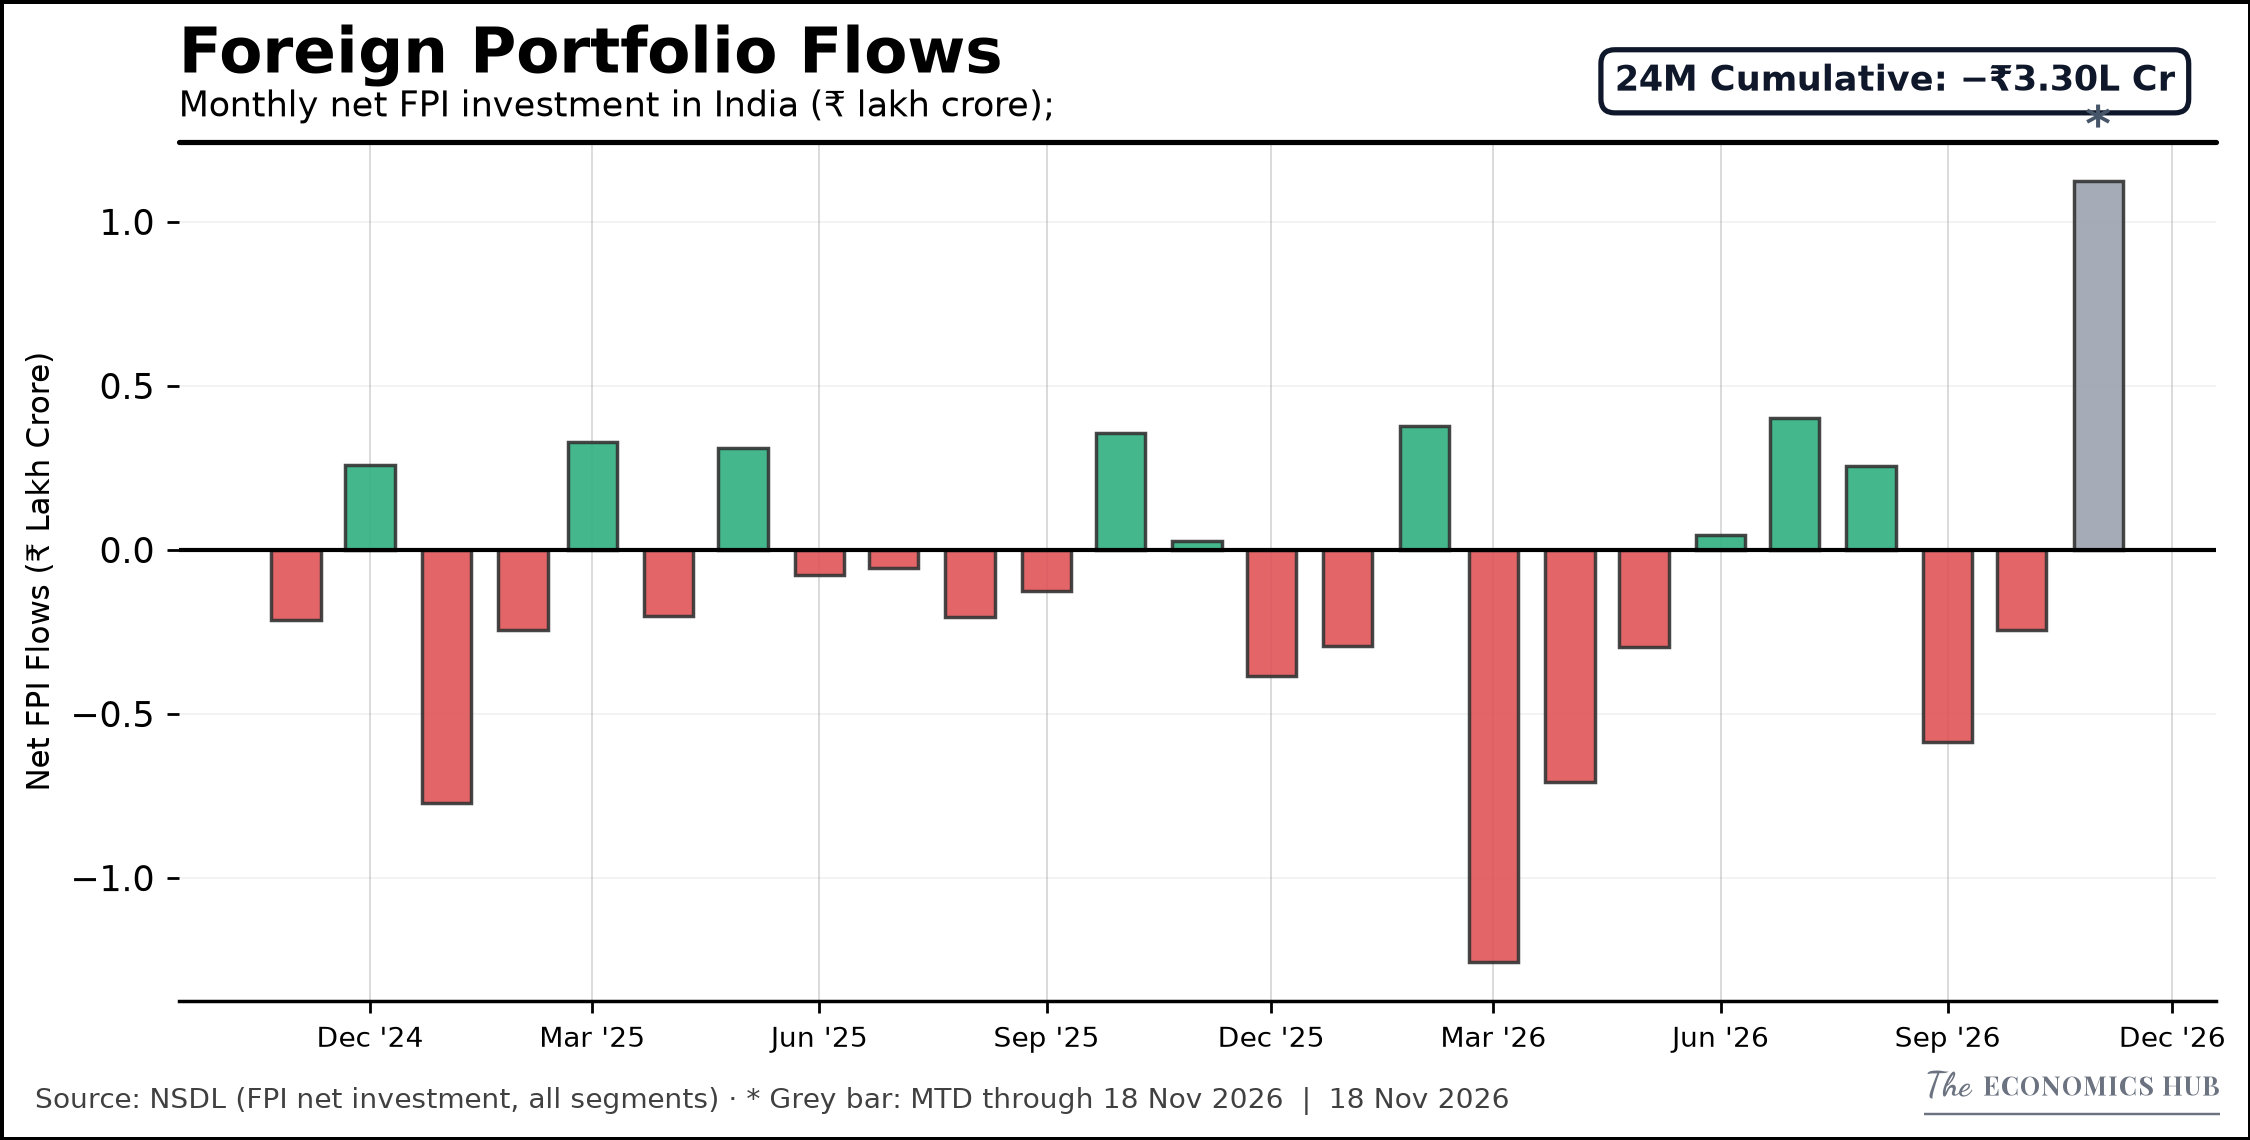 Foreign Portfolio Flows
Monthly net FPI investment in India (₹ lakh crore);
24M Cumulative: −₹3.30L Cr
*
Net FPI Flows (₹ Lakh Crore)
1.0
0.5
0.0
−0.5
−1.0
Dec '24 Mar '25 Jun '25 Sep '25 Dec '25 Mar '26 Jun '26 Sep '26 Dec '26
Source: NSDL (FPI net investment, all segments) · * Grey bar: MTD through 18 Nov 2026 | 18 Nov 2026
The ECONOMICS HUB